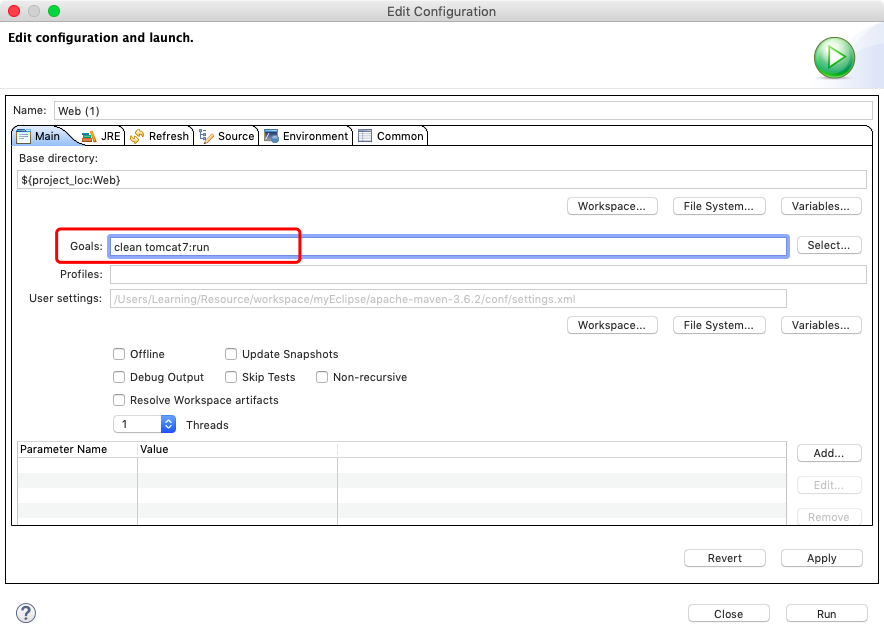 Edit Configuration
Edit configuration and launch.
Name: Web (1)
Main JRE Refresh Source Environment Common
Base directory:
${project_loc:Web}
Workspace... File System... Variables...
Goals: clean tomcat7:run Select...
Profiles:
User settings: /Users/Learning/Resource/workspace/myEclipse/apache-maven-3.6.2/conf/settings.xml
Workspace... File System... Variables...
Offline Update Snapshots
Debug Output Skip Tests Non-recursive
Resolve Workspace artifacts
1 Threads
Parameter Name Value
Add...
Edit...
Remove
Revert Apply
? Close Run